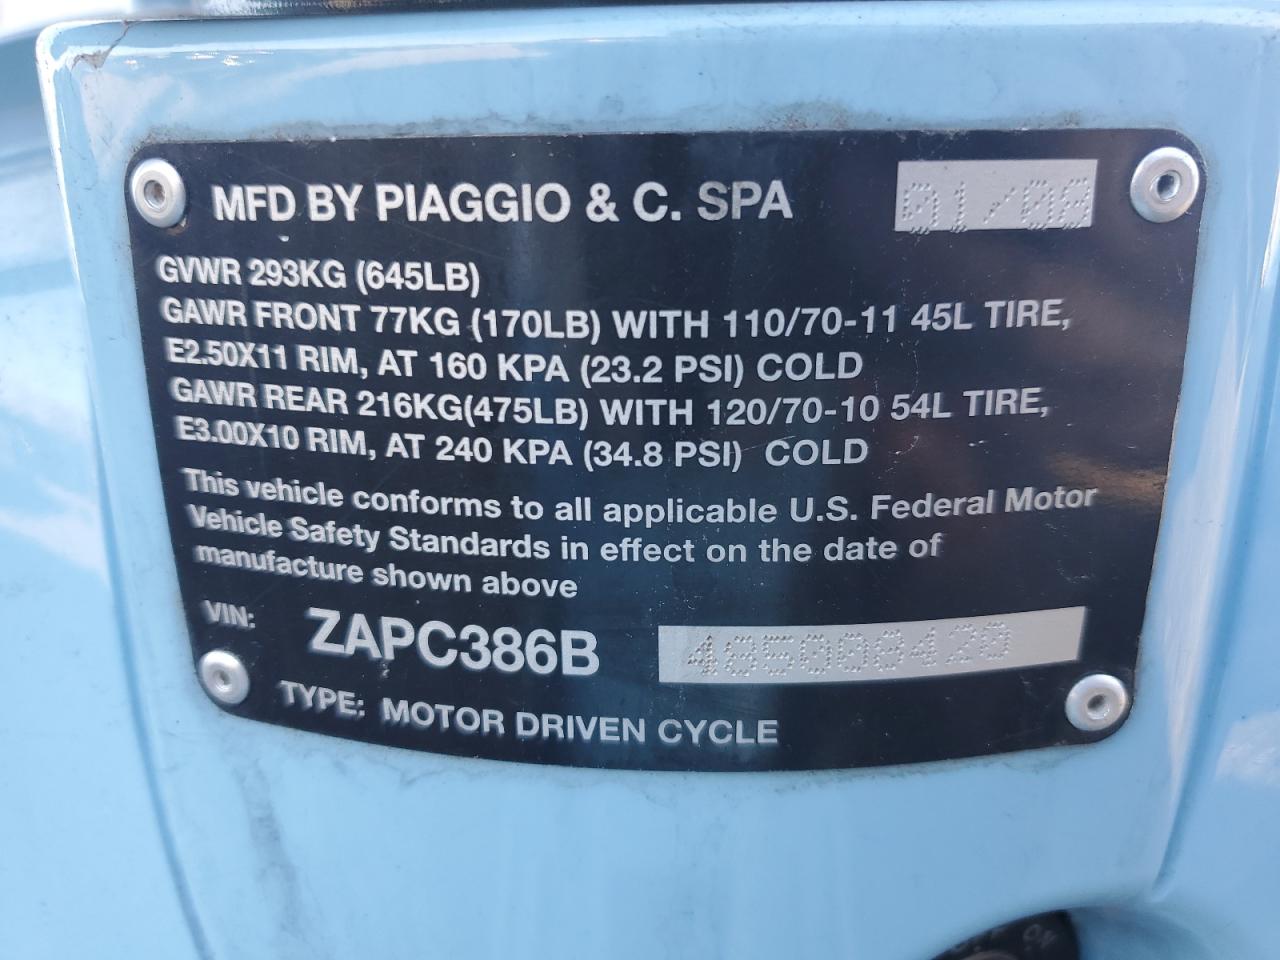 MFD BY PIAGGIO & C. SPA 01/08
GVWR 293KG (645LB)
GAWR FRONT 77KG (170LB) WITH 110/70-11 45L TIRE,
E2.50X11 RIM, AT 160 KPA (23.2 PSI) COLD
GAWR REAR 216KG(475LB) WITH 120/70-10 54L TIRE,
E3.00X10 RIM, AT 240 KPA (34.8 PSI) COLD
This vehicle conforms to all applicable U.S. Federal Motor
Vehicle Safety Standards in effect on the date of
manufacture shown above
VIN: ZAPC386B 485008420
TYPE: MOTOR DRIVEN CYCLE
ON